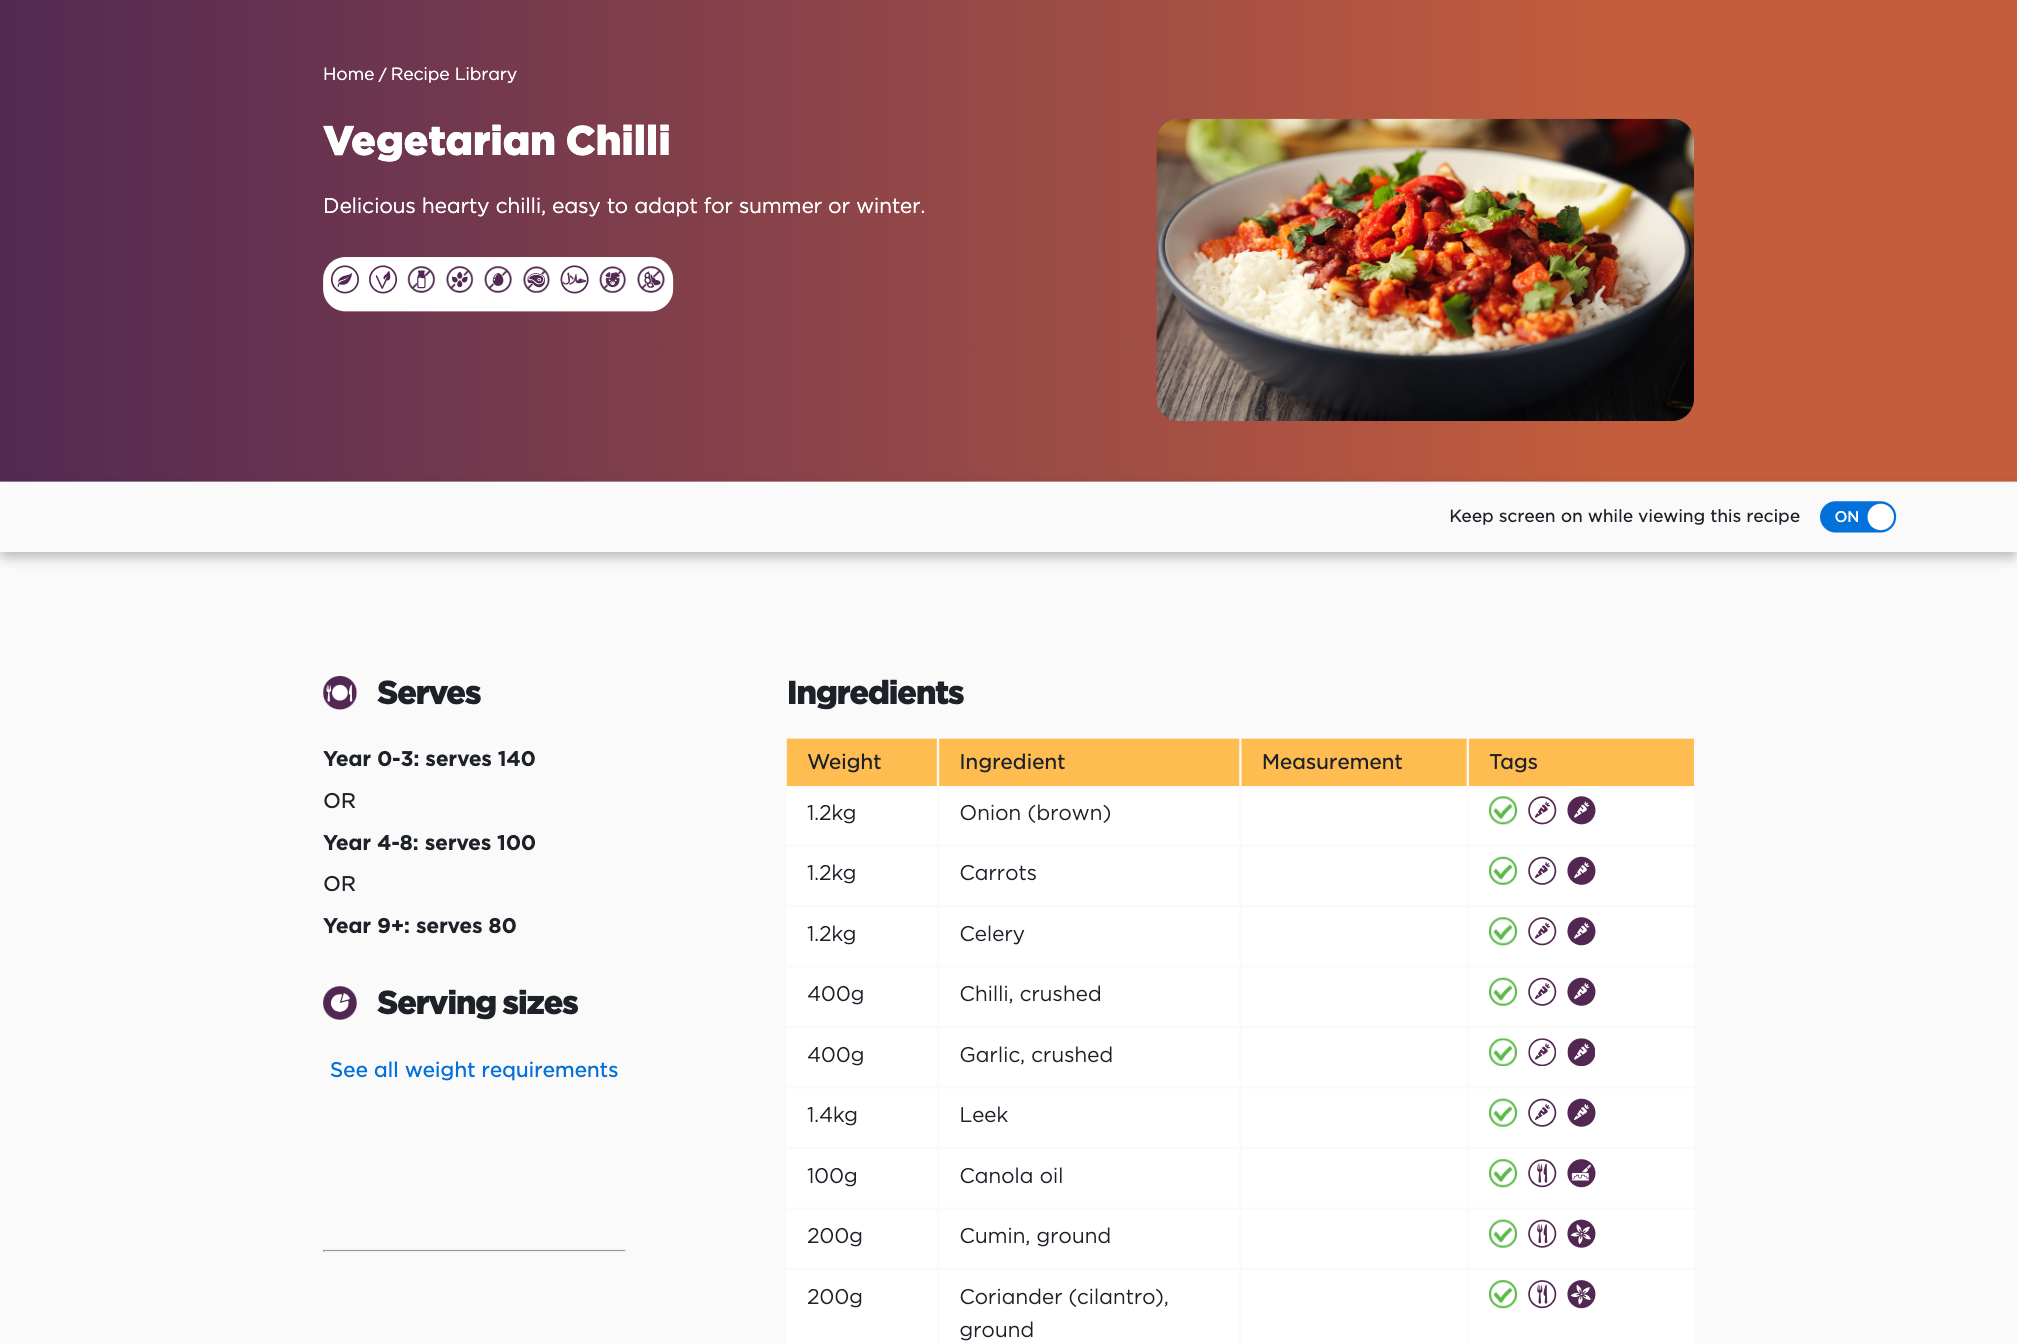 Home / Recipe Library
Vegetarian Chilli
Delicious hearty chilli, easy to adapt for summer or winter.
Keep screen on while viewing this recipe ON
Serves
Year 0-3: serves 140
OR
Year 4-8: serves 100
OR
Year 9+: serves 80
Serving sizes
See all weight requirements
Ingredients
Weight Ingredient Measurement Tags
1.2kg Onion (brown)
1.2kg Carrots
1.2kg Celery
400g Chilli, crushed
400g Garlic, crushed
1.4kg Leek
100g Canola oil
200g Cumin, ground
200g Coriander (cilantro),
ground